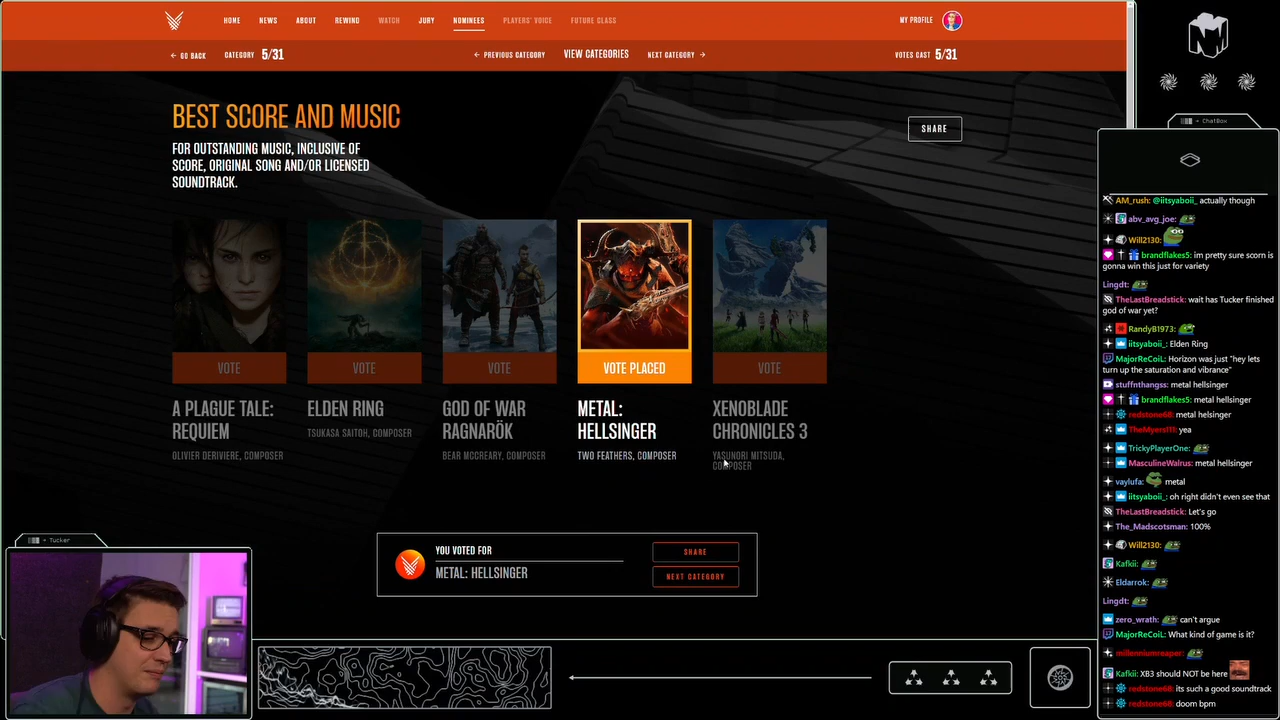 HOME
NEWS
ABOUT
REWIND
WATCH
JURY
NOMINEES
PLAYERS' VOICE
FUTURE CLASS
MY PROFILE
← GO BACK
CATEGORY 5/31
← PREVIOUS CATEGORY
VIEW CATEGORIES
NEXT CATEGORY →
VOTES CAST 5/31
BEST SCORE AND MUSIC
FOR OUTSTANDING MUSIC, INCLUSIVE OF
SCORE, ORIGINAL SONG AND/OR LICENSED
SOUNDTRACK.
SHARE
VOTE
VOTE
VOTE
VOTE PLACED
VOTE
A PLAGUE TALE:
REQUIEM
OLIVIER DERIVIERE, COMPOSER
ELDEN RING
TSUKASA SAITOH, COMPOSER
GOD OF WAR
RAGNARÖK
BEAR MCCREARY, COMPOSER
METAL:
HELLSINGER
TWO FEATHERS, COMPOSER
XENOBLADE
CHRONICLES 3
YASUNORI MITSUDA,
COMPOSER
YOU VOTED FOR
METAL: HELLSINGER
SHARE
NEXT CATEGORY
+ Tucker
+ ChatBox
AM_rush: @iitsyaboii_ actually though
abv_avg_joe:
Will2130:
brandflakes5: im pretty sure scorn is
gonna win this just for variety
Lingdt:
TheLastBreadstick: wait has Tucker finished
god of war yet?
RandyB1973:
iitsyaboii_: Elden Ring
MajorReCoiL: Horizon was just "hey lets
turn up the saturation and vibrance"
stuffnthangss: metal hellsinger
brandflakes5: metal hellsinger
redstone68: metal helsinger
TheMyers111: yea
TrickyPlayerOne:
MasculineWalrus: metal hellsinger
vaylufa: metal
iitsyaboii_: oh right didn't even see that
TheLastBreadstick: Let's go
The_Madscotsman: 100%
Will2130:
Kafkii:
Eldarrok:
Lingdt:
zero_wrath: can't argue
MajorReCoiL: What kind of game is it?
millenniumreaper:
Kafkii: XB3 should NOT be here
redstone68: its such a good soundtrack
redstone68: doom bpm